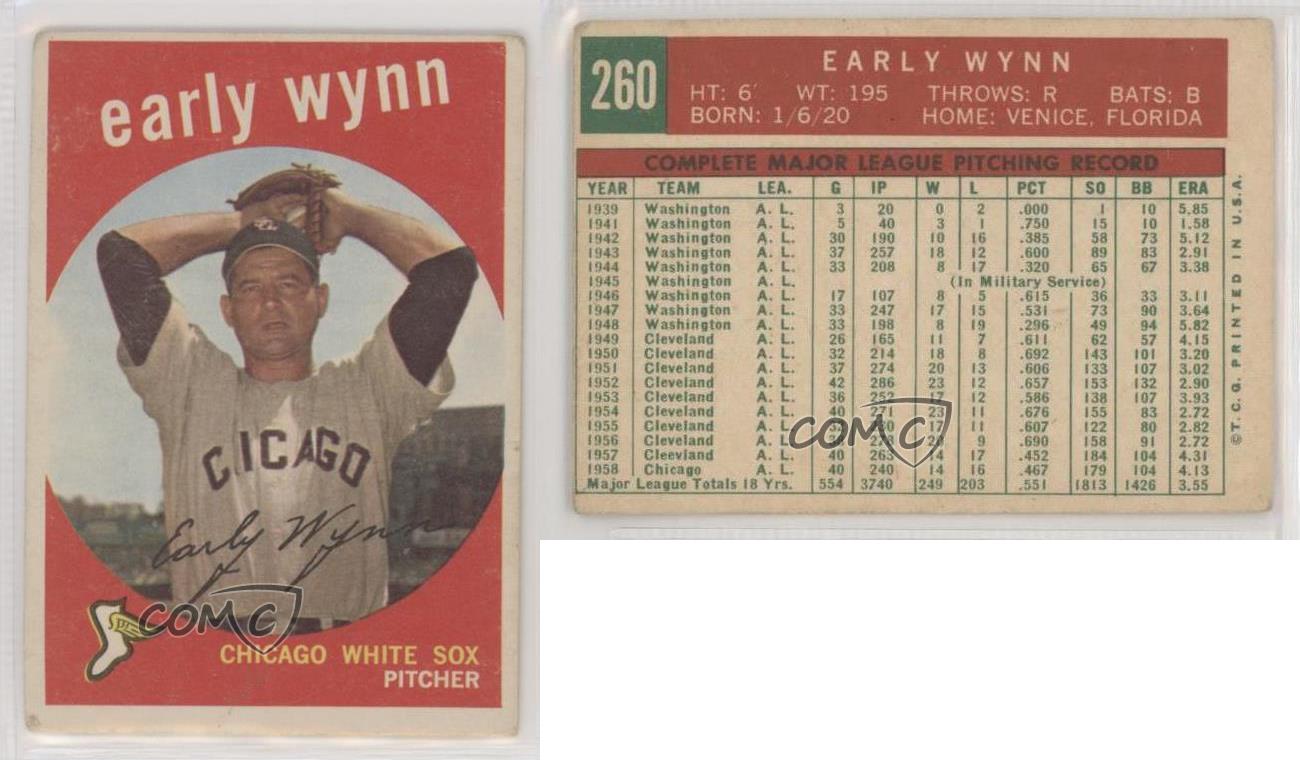 early wynn
CHICAGO
Early Wynn
COMC
CHICAGO WHITE SOX
PITCHER
260
EARLY WYNN
HT: 6' WT: 195 THROWS: R BATS: B
BORN: 1/6/20 HOME: VENICE, FLORIDA
COMPLETE MAJOR LEAGUE PITCHING RECORD
YEAR TEAM LEA. G IP W L PCT SO BB ERA
1939 Washington A. L. 3 20 0 2 .000 1 10 5.85
1941 Washington A. L. 5 40 3 1 .750 15 10 1.58
1942 Washington A. L. 30 190 10 16 .385 58 73 5.12
1943 Washington A. L. 37 257 18 12 .600 89 83 2.91
1944 Washington A. L. 33 208 8 17 .320 65 67 3.38
1945 Washington A. L. (In Military Service)
1946 Washington A. L. 17 107 8 5 .615 36 33 3.11
1947 Washington A. L. 33 247 17 15 .531 73 90 3.64
1948 Washington A. L. 33 198 8 19 .296 49 94 5.82
1949 Cleveland A. L. 26 165 11 7 .611 62 57 4.15
1950 Cleveland A. L. 32 214 18 8 .692 143 101 3.20
1951 Cleveland A. L. 37 274 20 13 .606 133 107 3.02
1952 Cleveland A. L. 42 286 23 12 .657 153 132 2.90
1953 Cleveland A. L. 36 252 17 12 .586 138 107 3.93
1954 Cleveland A. L. 40 271 23 11 .676 155 83 2.72
1955 Cleveland A. L. 17 11 .607 122 80 2.82
1956 Cleveland A. L. 20 9 .690 158 91 2.72
1957 Cleeveland A. L. 40 263 14 17 .452 184 104 4.31
1958 Chicago A. L. 40 240 14 16 .467 179 104 4.13
Major League Totals 18 Yrs. 554 3740 249 203 .551 1813 1426 3.55
COMC
©T. C. G. PRINTED IN U.S.A.